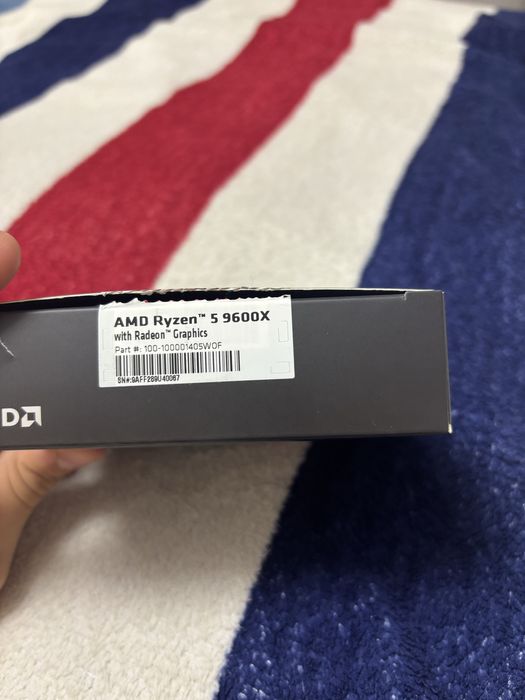 AMD Ryzen™ 5 9600X
with Radeon™ Graphics
Part #: 100-100001405WOF
SN#:9AFF289U40067